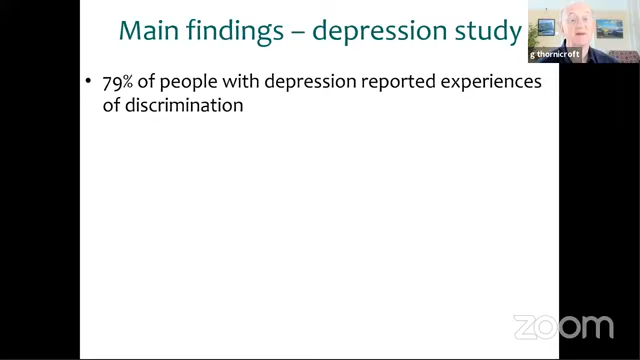 Main findings – depression study
g thornicroft
• 79% of people with depression reported experiences
of discrimination
zoom